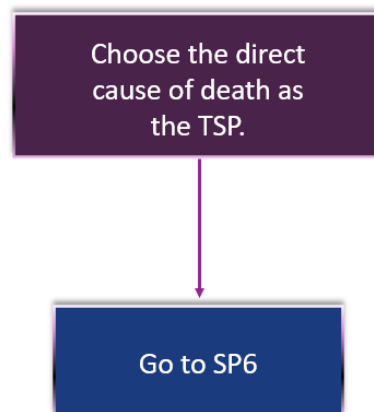 Choose the direct
cause of death as
the TSP.
Go to SP6